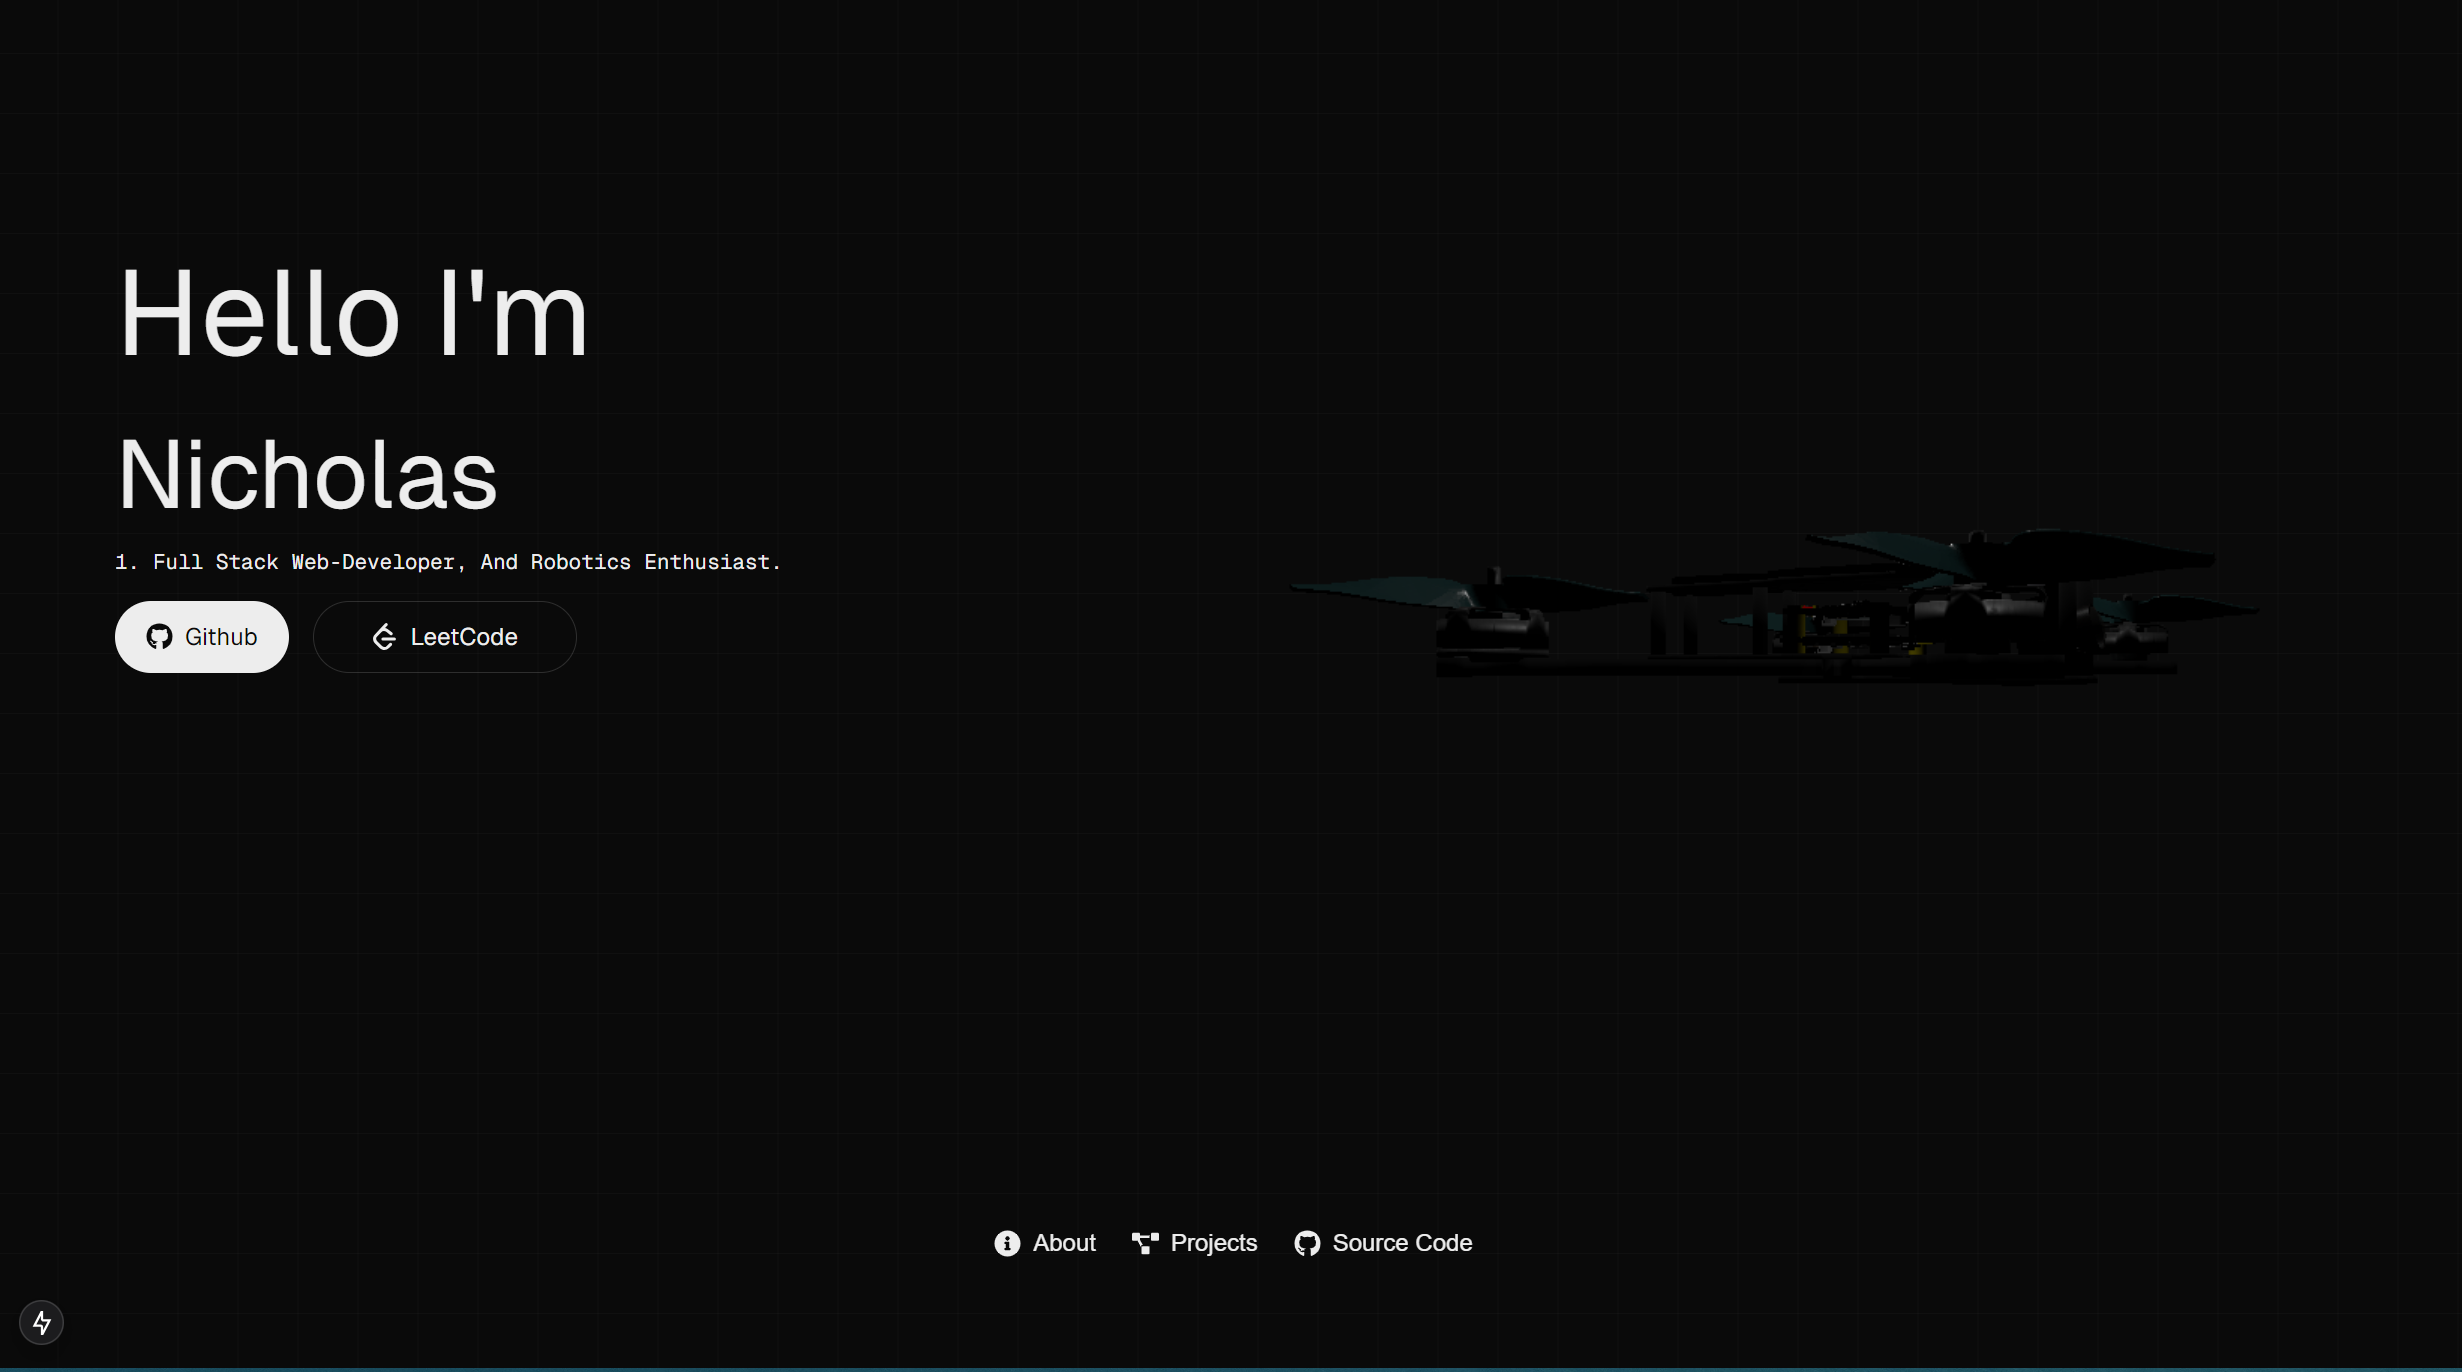 Hello I'm
Nicholas
1. Full Stack Web-Developer, And Robotics Enthusiast.
Github
LeetCode
About
Projects
Source Code